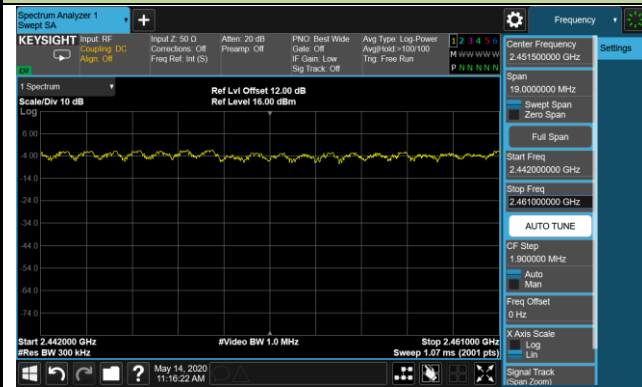 Spectrum Analyzer 1
Swept SA
+
Frequency
KEYSIGHT
Input: RF
Coupling: DC
Align: Off
Input Z: 50 Ω
Corrections: Off
Freq Ref: Int (S)
Atten: 20 dB
Preamp: Off
PNO: Best Wide
Gate: Off
IF Gain: Low
Sig Track: Off
Avg Type: Log-Power
Avg|Hold:>100/100
Trig: Free Run
1 2 3 4 5 6
M W W W W W
P N N N N N
1 Spectrum
Scale/Div 10 dB
Ref Lvl Offset 12.00 dB
Ref Level 16.00 dBm
Log
6.00
-4.00
-14.0
-24.0
-34.0
-44.0
-54.0
-64.0
-74.0
Start 2.442000 GHz
#Res BW 300 kHz
#Video BW 1.0 MHz
Stop 2.461000 GHz
Sweep 1.07 ms (2001 pts)
Center Frequency
2.451500000 GHz
Span
19.0000000 MHz
Swept Span
Zero Span
Full Span
Start Freq
2.442000000 GHz
Stop Freq
2.461000000 GHz
AUTO TUNE
CF Step
1.900000 MHz
Auto
Man
Freq Offset
0 Hz
X Axis Scale
Log
Lin
Signal Track
(Span Zoom)
Settings
?
May 14, 2020
11:16:22 AM